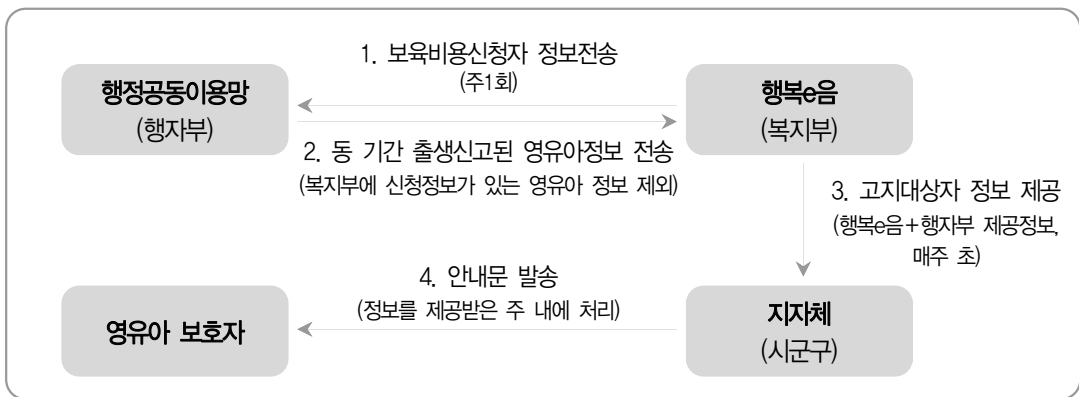 1. 보육비용신청자 정보전송
(주1회)
행정공동이용망
(행자부)
행복e음
(복지부)
2. 동 기간 출생신고된 영유아정보 전송
(복지부에 신청정보가 있는 영유아 정보 제외)
3. 고지대상자 정보 제공
(행복e음+행자부 제공정보,
매주 초)
4. 안내문 발송
(정보를 제공받은 주 내에 처리)
영유아 보호자
지자체
(시군구)